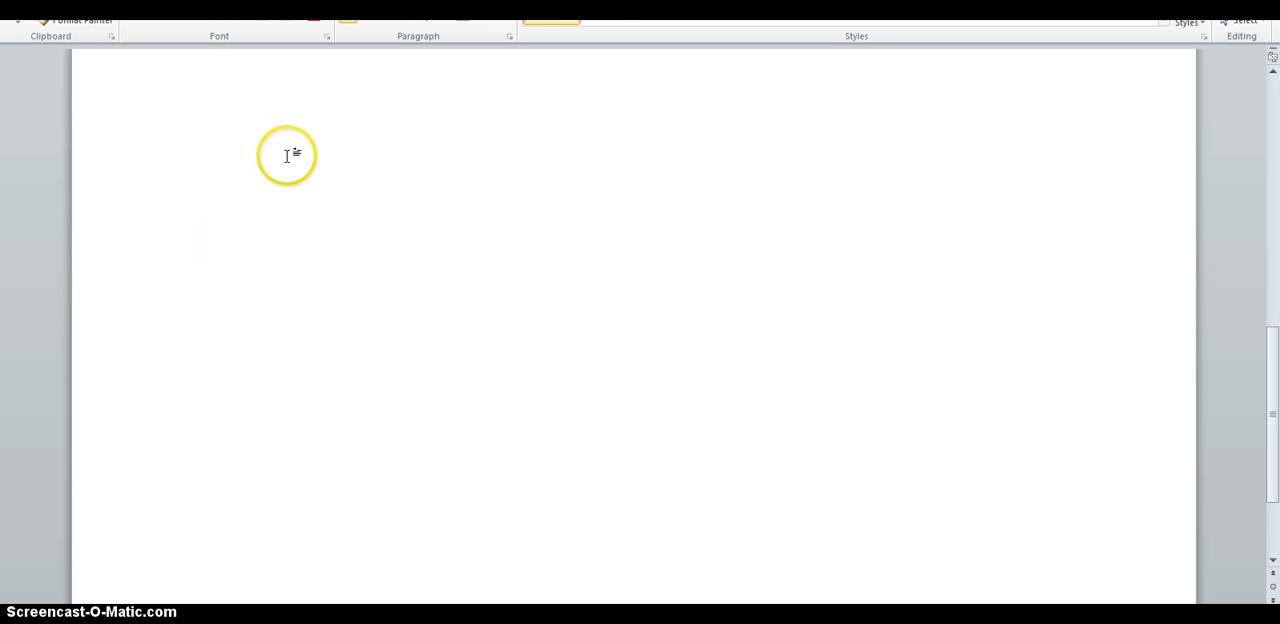 Format Painter
Styles
Select
Clipboard
Font
Paragraph
Styles
Editing
Screencast-O-Matic.com